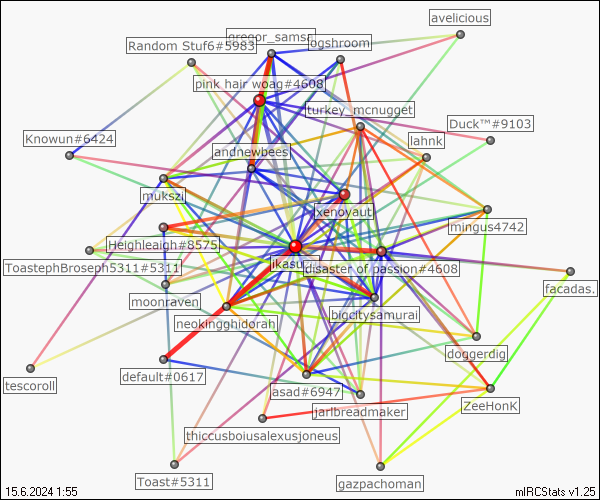 avelicious
gregor_samsa
Random Stuf6#5983
ogshroom
pink hair woag#4608
turkey_mcnugget
Duck™#9103
Knowun#6424
lahnk
andnewbees
mukszi
xenovaut
mingus4742
Heighleaigh#8575
ToastephBroseph5311#5311
disaster of passion#4608
moonraven
facadas.
neokingghidorah
bigcitysamurai
doggerdig
default#0617
tescoroll
asad#6947
ZeeHonK
jarlbreadmaker
thiccusboiusalexusjoneus
Toast#5311
gazpachoman
15.6.2024 1:55
mIRCStats v1.25